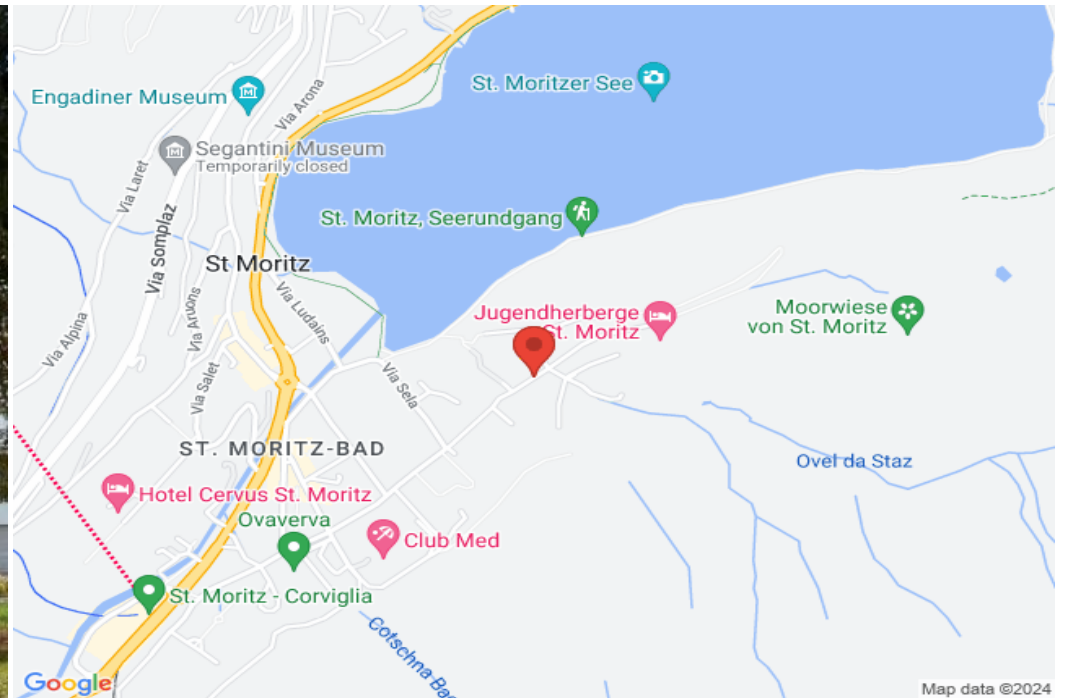 St. Moritzer See
Engadiner Museum
Via Arona
Segantini Museum
Temporarily closed
Via Laret
Via Somplaz
St. Moritz, Seerundgang
St Moritz
Via Ludains
Via Aruons
Via Alpina
Jugendherberge
St. Moritz
Moorwiese
von St. Moritz
Via Salet
Via Sela
ST. MORITZ-BAD
Ovel da Staz
Hotel Cervus St. Moritz
Ovaverva
Club Med
St. Moritz - Corviglia
Cotschna Bad
Google
Map data ©2024